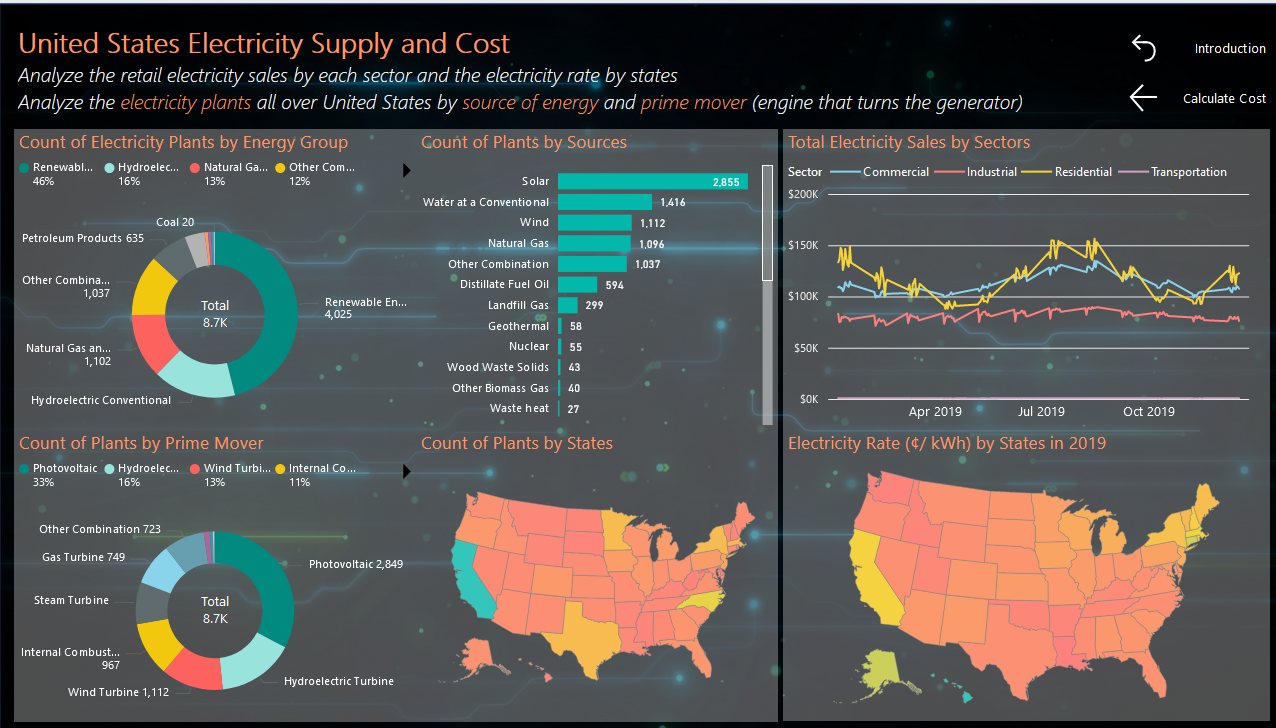 United States Electricity Supply and Cost
Analyze the retail electricity sales by each sector and the electricity rate by states
Analyze the electricity plants all over United States by source of energy and prime mover (engine that turns the generator)
Introduction
Calculate Cost
Count of Electricity Plants by Energy Group
Renewabl... Hydroelec... Natural Ga... Other Com...
46% 16% 13% 12%
Coal 20
Petroleum Products 635
Other Combina...
1,037
Natural Gas an...
1,102
Hydroelectric Conventional
Renewable En...
4,025
Total
8.7K
Count of Plants by Sources
Solar 2,855
Water at a Conventional 1,416
Wind 1,112
Natural Gas 1,096
Other Combination 1,037
Distillate Fuel Oil 594
Landfill Gas 299
Geothermal 58
Nuclear 55
Wood Waste Solids 43
Other Biomass Gas 40
Waste heat 27
Total Electricity Sales by Sectors
Sector Commercial Industrial Residential Transportation
$200K
$150K
$100K
$50K
$0K
Apr 2019 Jul 2019 Oct 2019
Count of Plants by Prime Mover
Photovoltaic Hydroelec... Wind Turbi... Internal Co...
33% 16% 13% 11%
Other Combination 723
Gas Turbine 749
Steam Turbine
Internal Combust...
967
Wind Turbine 1,112
Hydroelectric Turbine
Photovoltaic 2,849
Total
8.7K
Count of Plants by States
Electricity Rate (¢/ kWh) by States in 2019